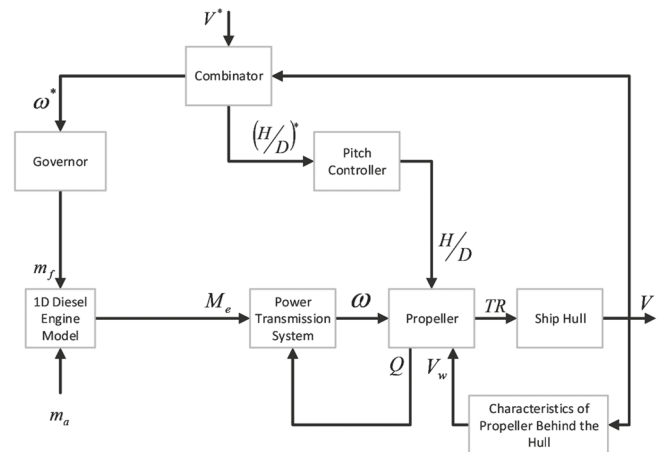 V*
Combinator
ω*
(H/D)*
Governor
Pitch
Controller
H/D
m_f
1D Diesel
Engine
Model
M_e
Power
Transmission
System
ω
Propeller
TR
Ship Hull
V
Q
V_w
m_a
Characteristics of
Propeller Behind the
Hull